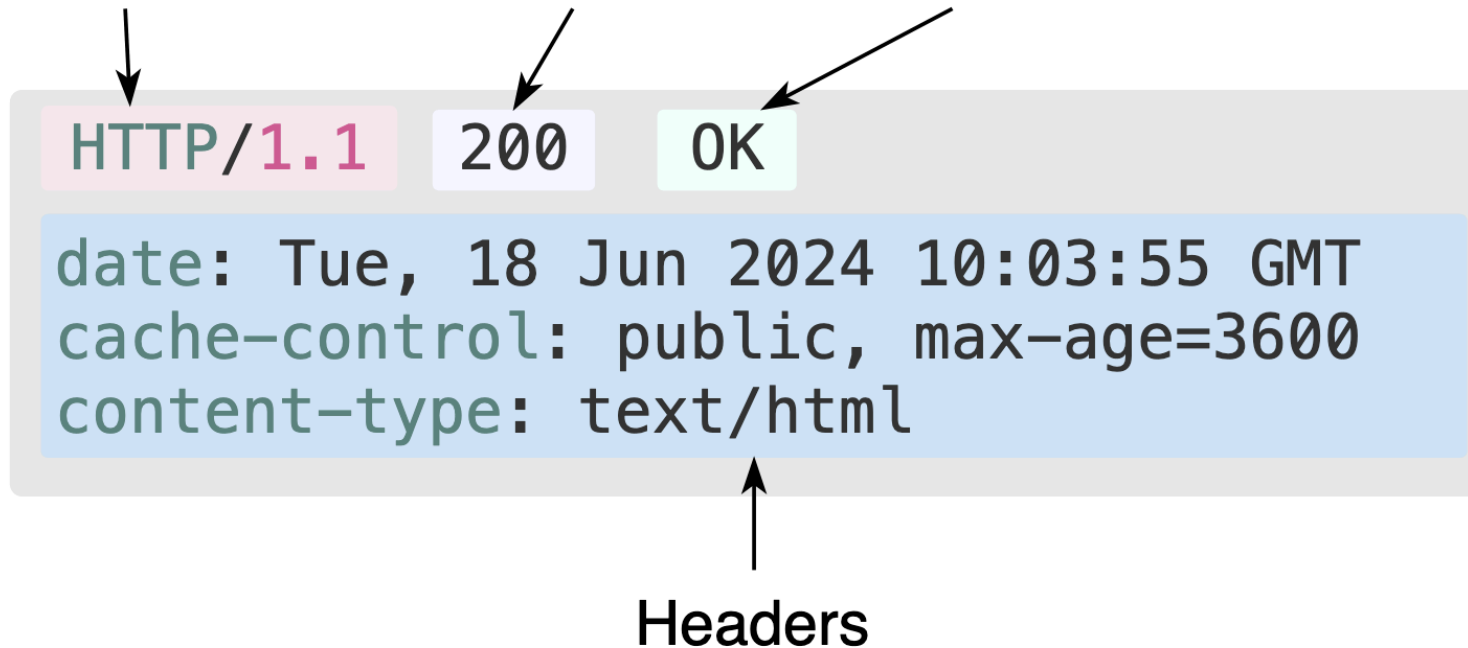 HTTP/1.1 200 OK
date: Tue, 18 Jun 2024 10:03:55 GMT
cache-control: public, max-age=3600
content-type: text/html
Headers